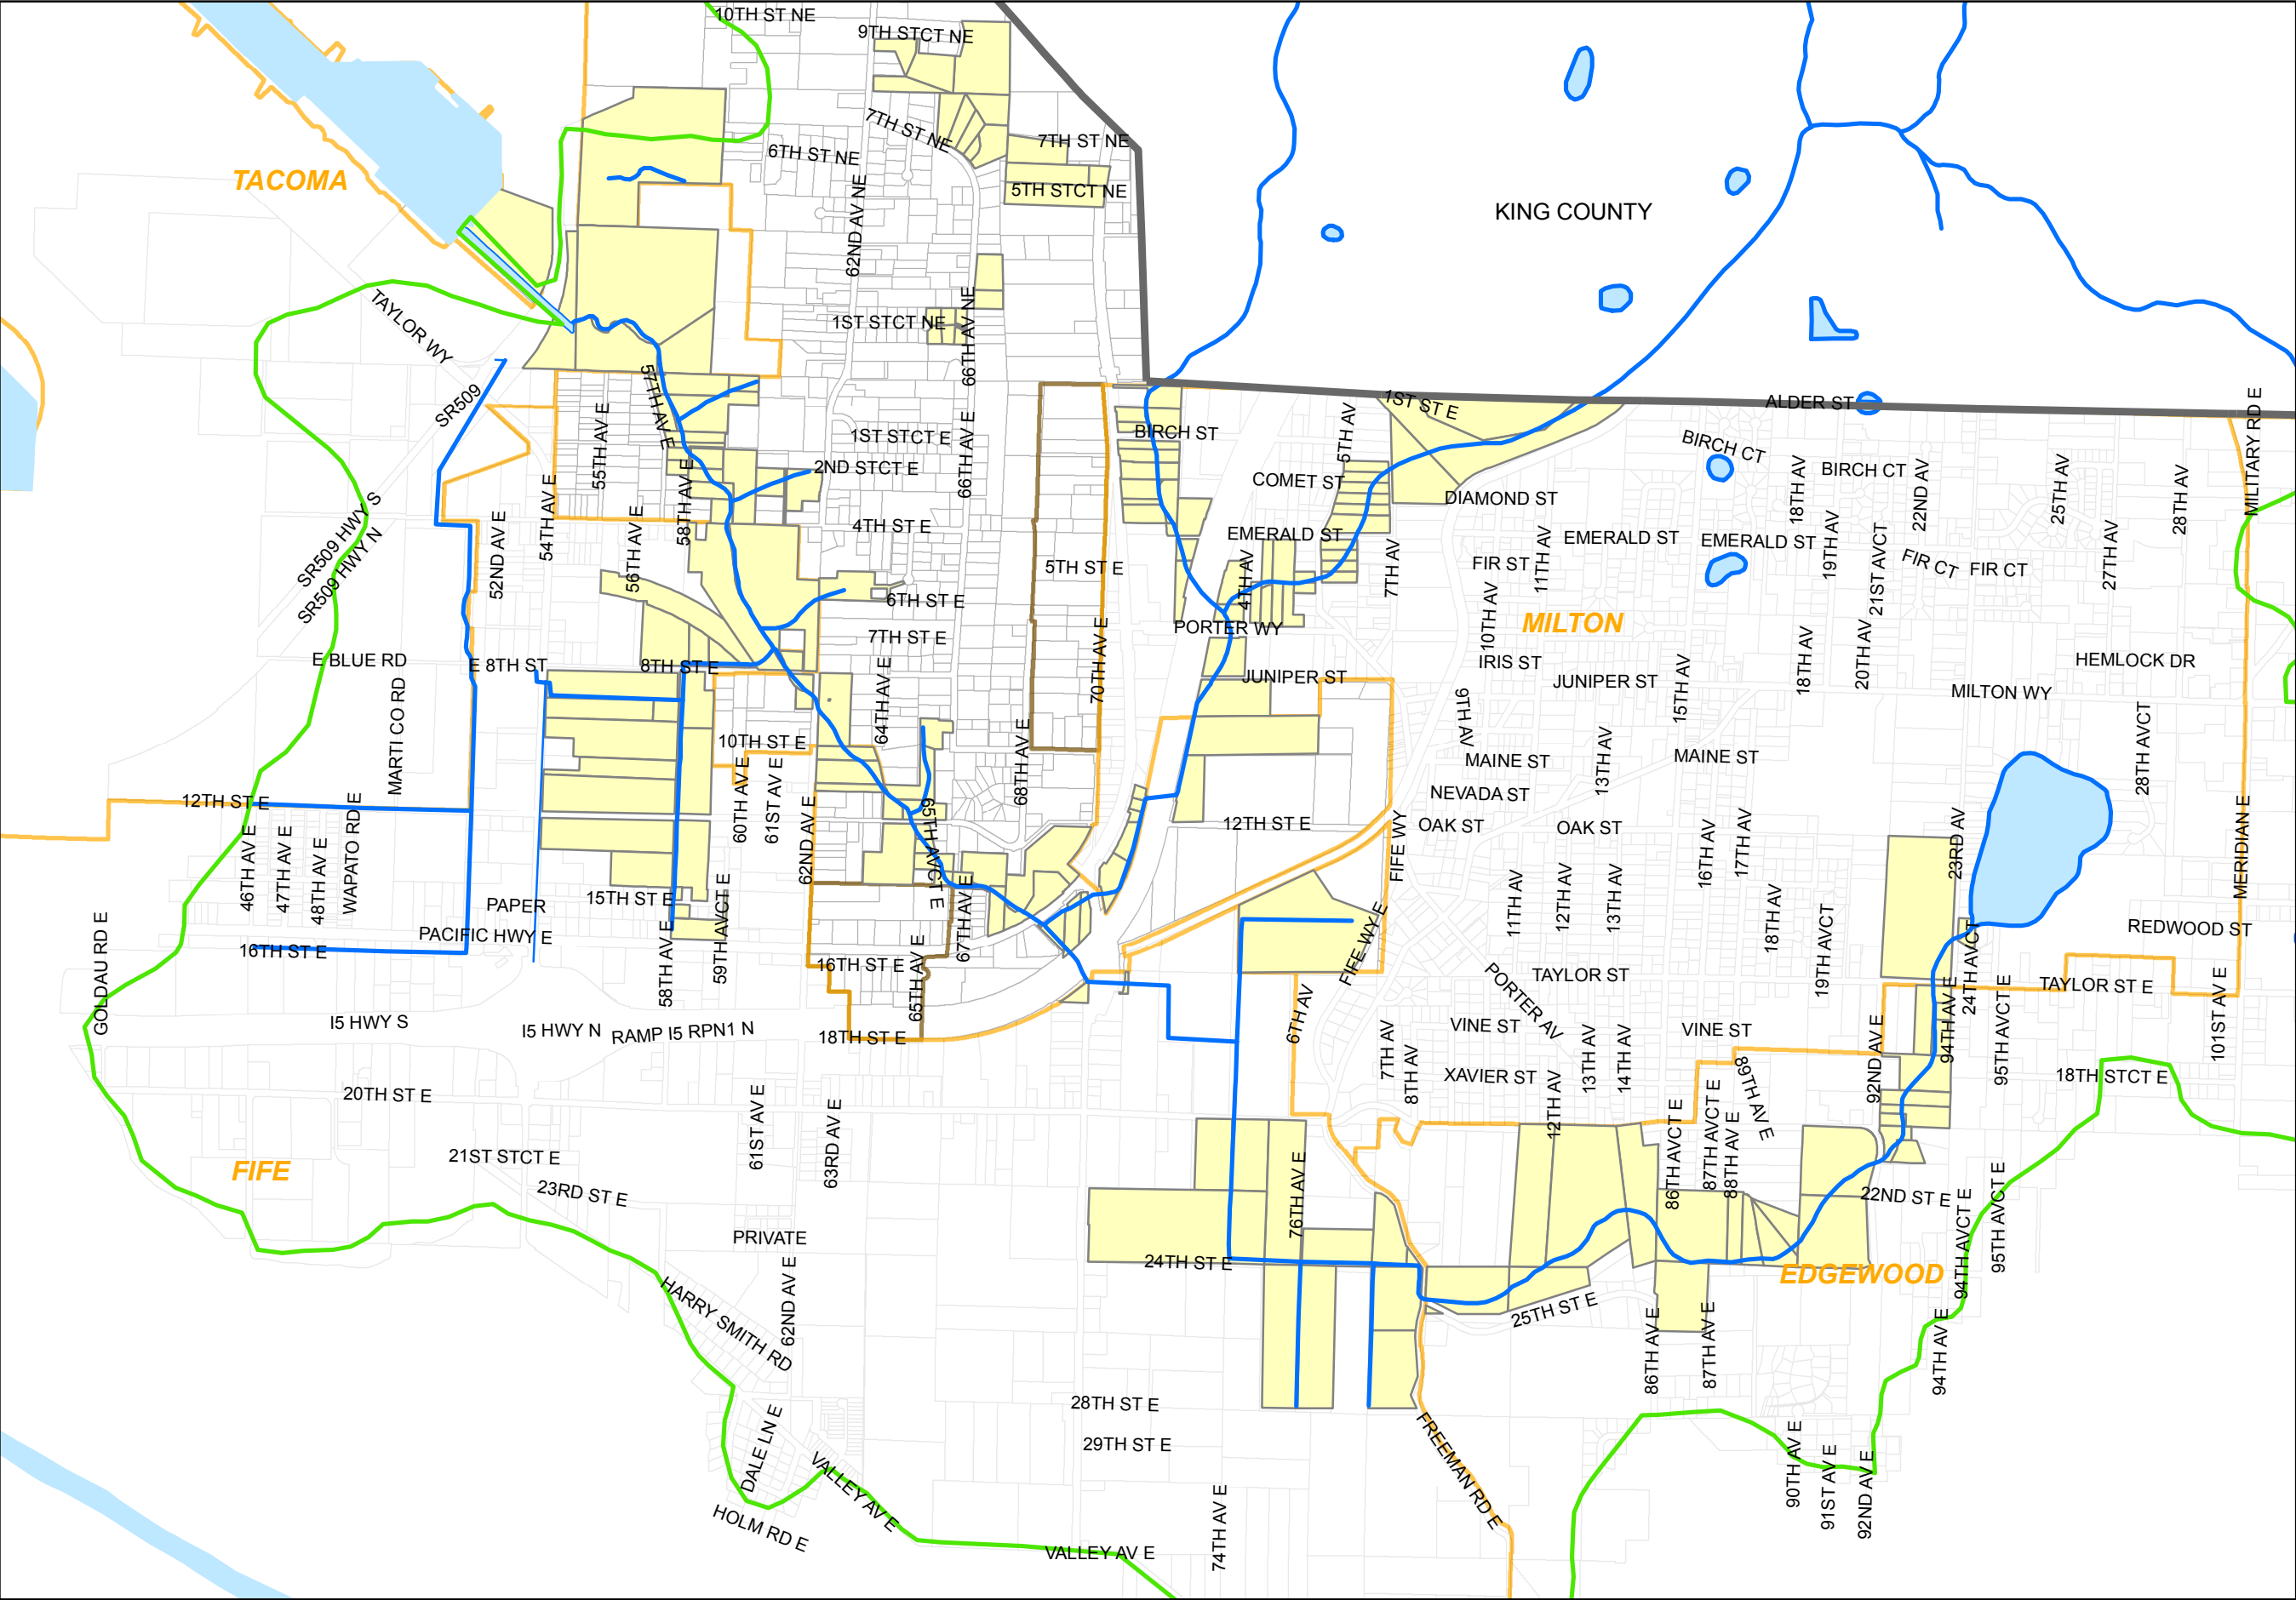 10TH ST NE
9TH STCT NE
7TH ST NE
7TH ST NE
6TH ST NE
TACOMA
5TH STCT NE
62ND AV NE
KING COUNTY
TAYLOR WY
1ST STCT NE
66TH AV NE
SR509
57TH AV E
1ST ST E
ALDER ST
MILITARY RD E
55TH AV E
1ST STCT E
66TH AV E
BIRCH ST
5TH AV
BIRCH CT
BIRCH CT
2ND STCT E
COMET ST
DIAMOND ST
18TH AV
22ND AV
25TH AV
28TH AV
SR509 HWY S
SR509 HWY N
52ND AV E
54TH AV E
56TH AV E
58TH AV E
4TH ST E
EMERALD ST
EMERALD ST
EMERALD ST
5TH ST E
4TH AV
7TH AV
FIR ST
11TH AV
19TH AV
21ST AVCT
FIR CT
FIR CT
27TH AV
6TH ST E
10TH AV
MILTON
7TH ST E
PORTER WY
E BLUE RD
E 8TH ST
8TH ST E
64TH AV E
70TH AV E
JUNIPER ST
IRIS ST
JUNIPER ST
15TH AV
18TH AV
20TH AV
HEMLOCK DR
MILTON WY
MARTI CO RD
10TH ST E
68TH AV E
9TH AV
MAINE ST
13TH AV
MAINE ST
28TH AVCT
12TH ST E
60TH AV E
61ST AV E
62ND AV E
65TH AVCT E
12TH ST E
NEVADA ST
OAK ST
OAK ST
FIFE WY
16TH AV
17TH AV
23RD AV
MERIDIAN E
46TH AV E
47TH AV E
48TH AV E
WAPATO RD E
PAPER
15TH ST E
59TH AVCT E
67TH AV E
11TH AV
12TH AV
13TH AV
18TH AV
19TH AVCT
24TH AVCT
REDWOOD ST
GOLDAU RD E
16TH ST E
PACIFIC HWY E
58TH AV E
16TH ST E
65TH AV E
FIFE WY E
PORTER AV
TAYLOR ST
TAYLOR ST E
I5 HWY S
I5 HWY N
RAMP I5 RPN1 N
18TH ST E
6TH AV
VINE ST
VINE ST
92ND AV E
94TH AV E
95TH AVCT E
101ST AV E
20TH ST E
61ST AV E
63RD AV E
7TH AV
8TH AV
XAVIER ST
12TH AV
13TH AV
14TH AV
89TH AV E
18TH STCT E
FIFE
21ST STCT E
23RD ST E
76TH AV E
86TH AVCT E
87TH AVCT E
88TH AV E
22ND ST E
94TH AVCT E
95TH AVCT E
PRIVATE
62ND AV E
24TH ST E
EDGEWOOD
HARRY SMITH RD
25TH ST E
86TH AV E
87TH AV E
94TH AV E
28TH ST E
DALE LN E
29TH ST E
FREEMAN RD E
90TH AV E
91ST AV E
92ND AV E
VALLEY AV E
HOLM RD E
VALLEY AV E
74TH AV E